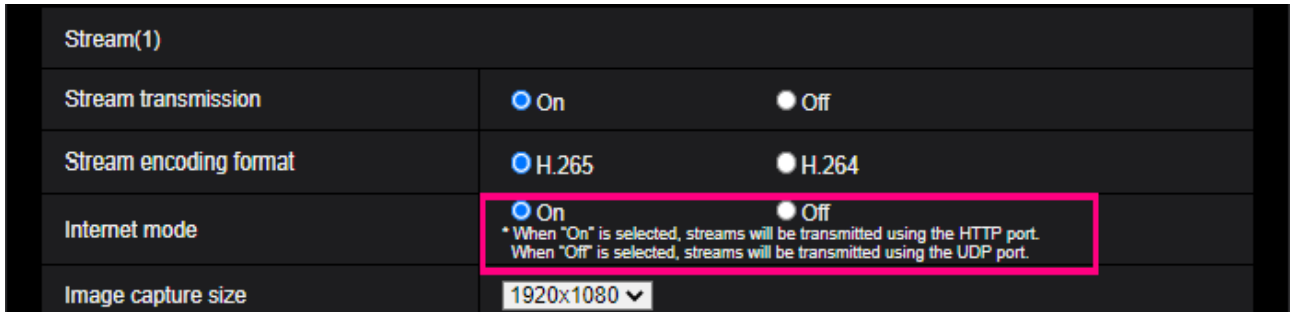 Stream(1)
Stream transmission On Off
Stream encoding format H.265 H.264
Internet mode On Off
* When "On" is selected, streams will be transmitted using the HTTP port.
When "Off" is selected, streams will be transmitted using the UDP port.
Image capture size 1920x1080